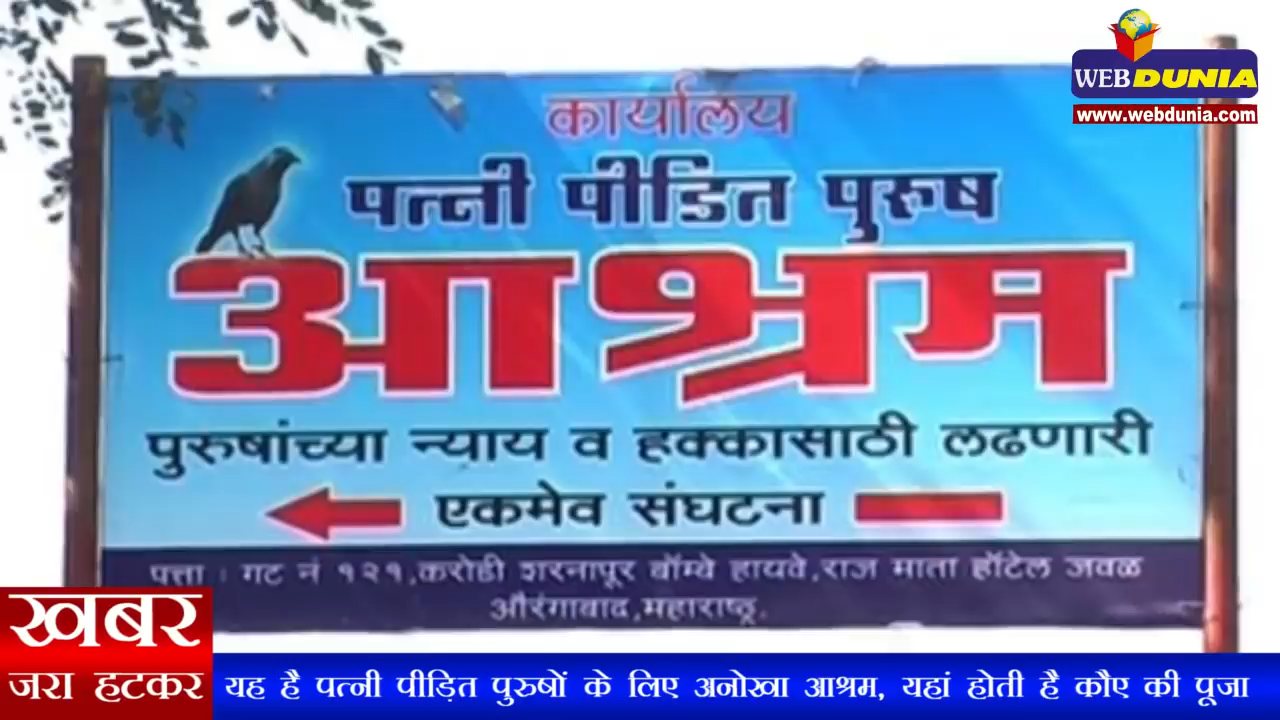 WEBDUNIA
www.webdunia.com
कार्यालय
पत्नी पीडित पुरुष
आश्रम
पुरुषांच्या न्याय व हक्कासाठी लढणारी
एकमेव संघटना
पत्ता : गट नं १२१,करोडी शरनापूर बॉम्बे हायवे,राज माता हॉटेल जवळ
औरंगाबाद,महाराष्ट्र.
खबर
जरा हटकर
यह है पत्नी पीड़ित पुरुषों के लिए अनोखा आश्रम, यहां होती है कौए की पूजा